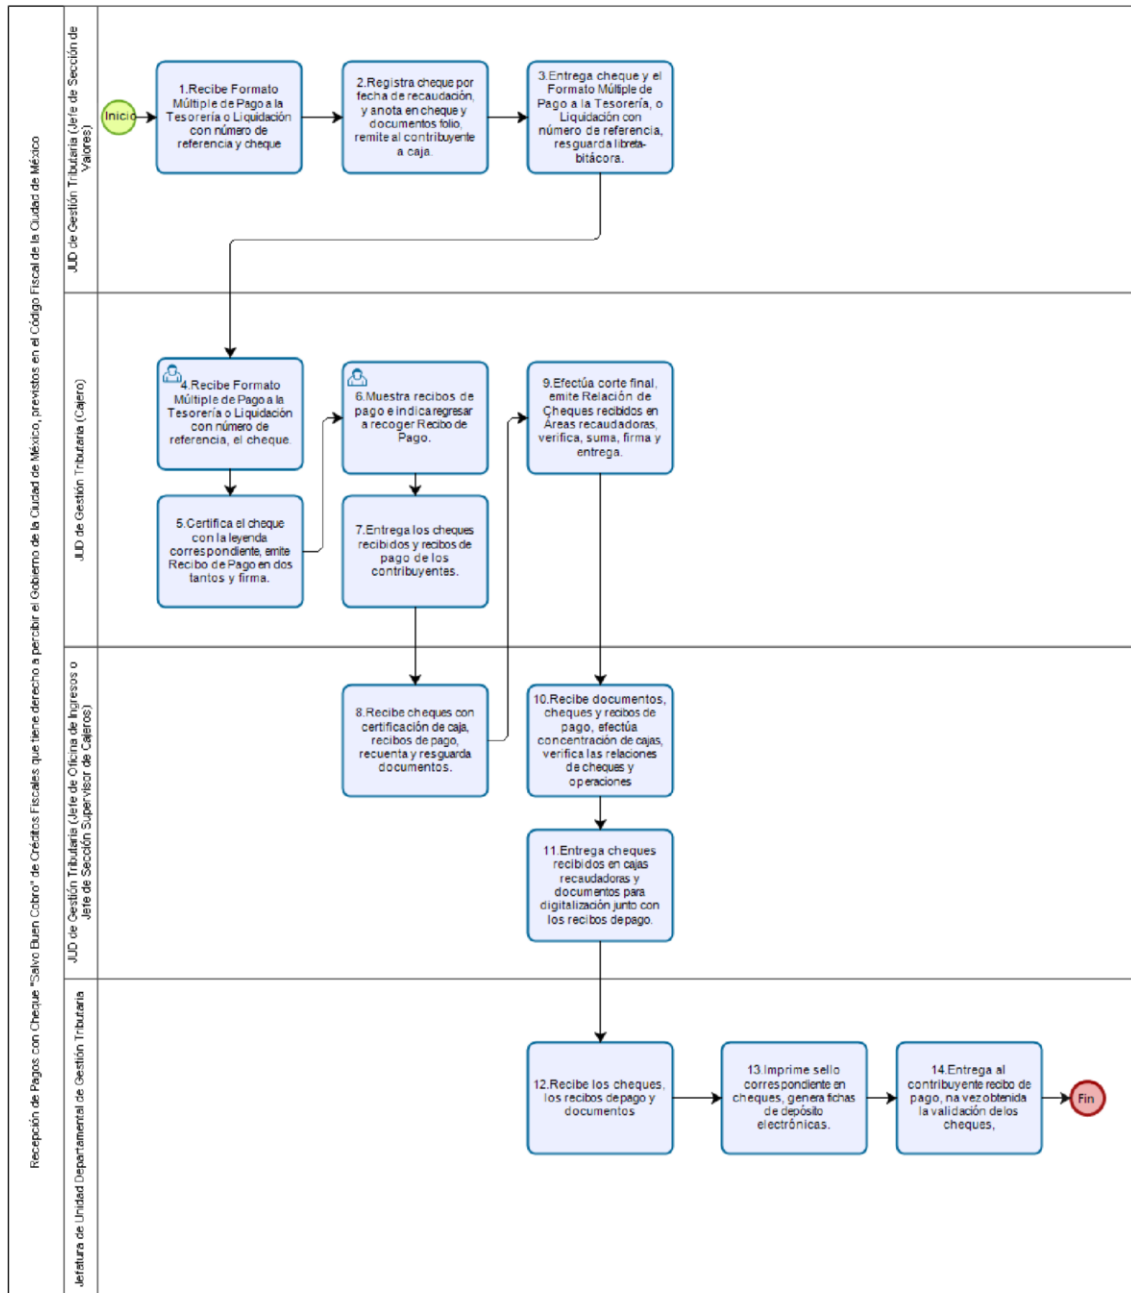 Recepción de Pagos con Cheque "Salvo Buen Cobro" de Créditos Fiscales que tiene derecho a percibir el Gobierno de la Ciudad de México, previstos en el Código Fiscal de la Ciudad de México
JUD de Gestión Tributaria (Jefe de Sección de
Valores)
Inicio
1.Recibe Formato
Múltiple de Pago a la
Tesorería o Liquidación
con número de
referencia y cheque
2.Registra cheque por
fecha de recaudación,
y anota en cheque y
documentos folio,
remite al contribuyente
a caja.
3.Entrega cheque y el
Formato Múltiple de
Pago a la Tesorería, o
Liquidación con
número de referencia,
resguarda libreta-
bitácora.
JUD de Gestión Tributaria (Cajero)
4.Recibe Formato
Múltiple de Pago a la
Tesorería o Liquidación
con número de
referencia, el cheque.
5.Certifica el cheque
con la leyenda
correspondiente, emite
Recibo de Pago en dos
tantos y firma.
6.Muestra recibos de
pago e indica regresar
a recoger Recibo de
Pago.
7.Entrega los cheques
recibidos y recibos de
pago de los
contribuyentes.
9.Efectúa corte final,
emite Relación de
Cheques recibidos en
Áreas recaudadoras,
verifica, suma, firma y
entrega.
JUD de Gestión Tributaria (Jefe de Oficina de Ingresos o
Jefe de Sección Supervisor de Cajeros)
8.Recibe cheques con
certificación de caja,
recibos de pago,
recuenta y resguarda
documentos.
10.Recibe documentos,
cheques y recibos de
pago, efectúa
concentración de cajas,
verifica las relaciones
de cheques y
operaciones
11.Entrega cheques
recibidos en cajas
recaudadoras y
documentos para
digitalización junto con
los recibos depago.
Jefatura de Unidad Departamental de Gestión Tributaria
12.Recibe los cheques,
los recibos depago y
documentos
13.Imprime sello
correspondiente en
cheques, genera fichas
de depósito
electrónicas.
14.Entrega al
contribuyente recibo de
pago, na vez obtenida
la validación delos
cheques,
Fin